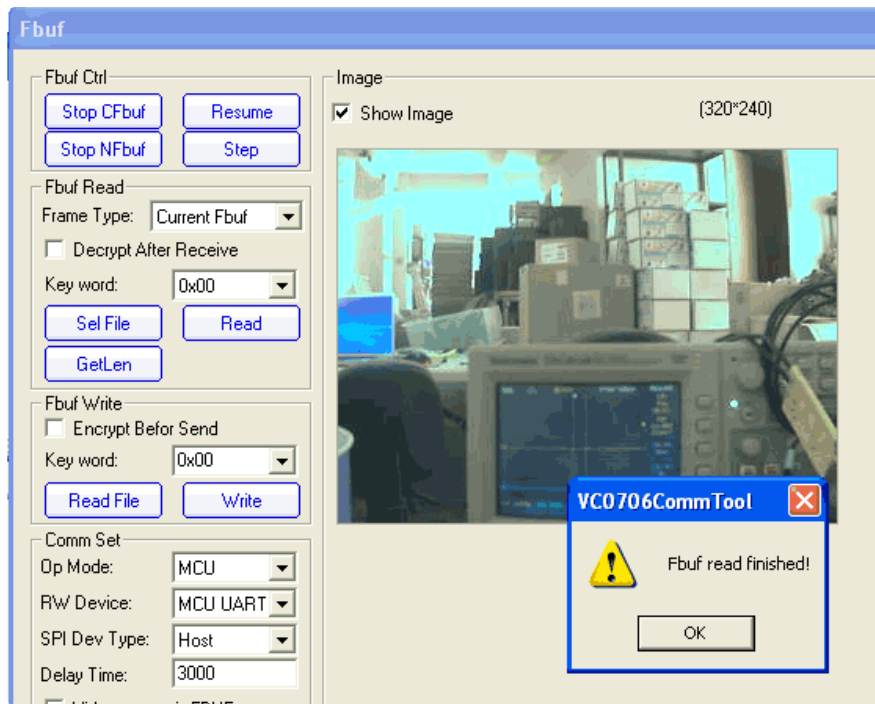 Fbuf
Fbuf Ctrl
Stop CFbuf
Resume
Stop NFbuf
Step
Fbuf Read
Frame Type:
Current Fbuf
Decrypt After Receive
Key word:
0x00
Sel File
Read
GetLen
Fbuf Write
Encrypt Befor Send
Key word:
0x00
Read File
Write
Comm Set
Op Mode:
MCU
RW Device:
MCU UART
SPI Dev Type:
Host
Delay Time:
3000
Image
Show Image
(320*240)
VC0706CommTool
Fbuf read finished!
OK